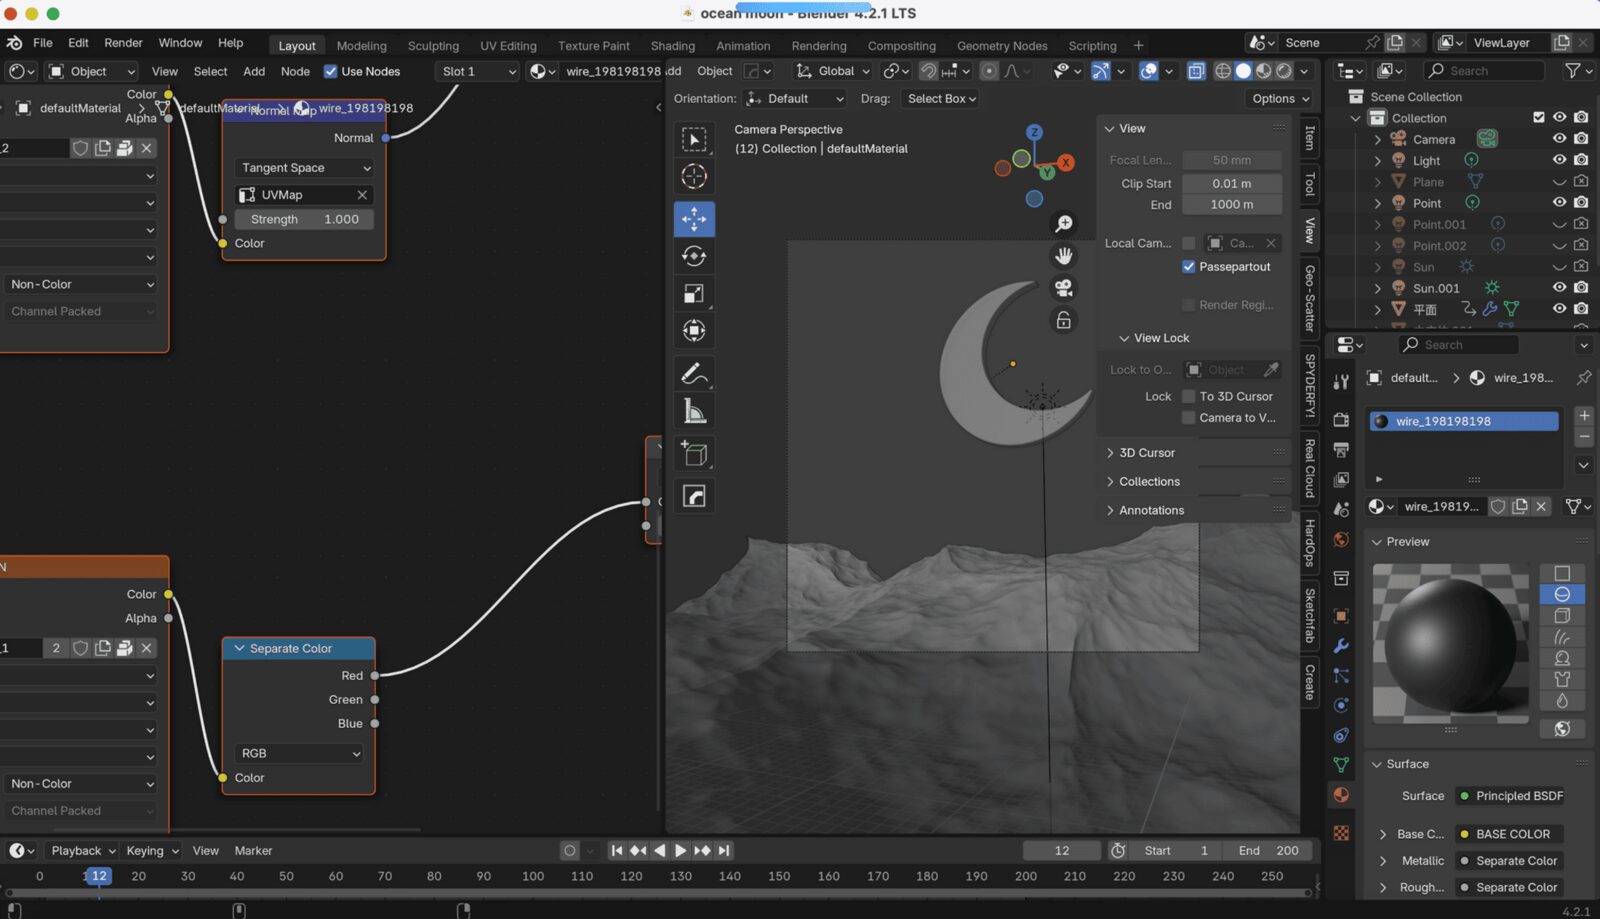 ocean moon - Blender 4.2.1 LTS
File Edit Render Window Help Layout Modeling Sculpting UV Editing Texture Paint Shading Animation Rendering Compositing Geometry Nodes Scripting + Scene ViewLayer
Object View Select Add Node Use Nodes Slot 1 wire_198198198
dd Object Global
Search
Orientation: Default Drag: Select Box Options
defaultMaterial > defaultMaterial > wire_198198198
Color
Alpha
_2
Non-Color
Channel Packed
Normal Map
Normal
Tangent Space
UVMap
Strength 1.000
Color
N
Color
Alpha
_1 2
Non-Color
Channel Packed
Separate Color
Red
Green
Blue
RGB
Color
Camera Perspective
(12) Collection | defaultMaterial
Z
X
Y
View
Focal Len... 50 mm
Clip Start 0.01 m
End 1000 m
Local Cam... Ca...
Passepartout
Render Regi...
View Lock
Lock to O... Object
Lock To 3D Cursor
Camera to V...
3D Cursor
Collections
Annotations
Item
Tool
View
Geo-Scatter
SPYDERFY!
Real Cloud
HardOps
Sketchfab
Create
Scene Collection
Collection
Camera
Light
Plane
Point
Point.001
Point.002
Sun
Sun.001
平面
Search
default... > wire_198...
wire_198198198
wire_19819...
Preview
Surface
Surface Principled BSDF
Base C... BASE COLOR
Metallic Separate Color
Rough... Separate Color
Playback Keying View Marker
12 Start 1 End 200
0 12 20 30 40 50 60 70 80 90 100 110 120 130 140 150 160 170 180 190 200 210 220 230 240 250
4.2.1